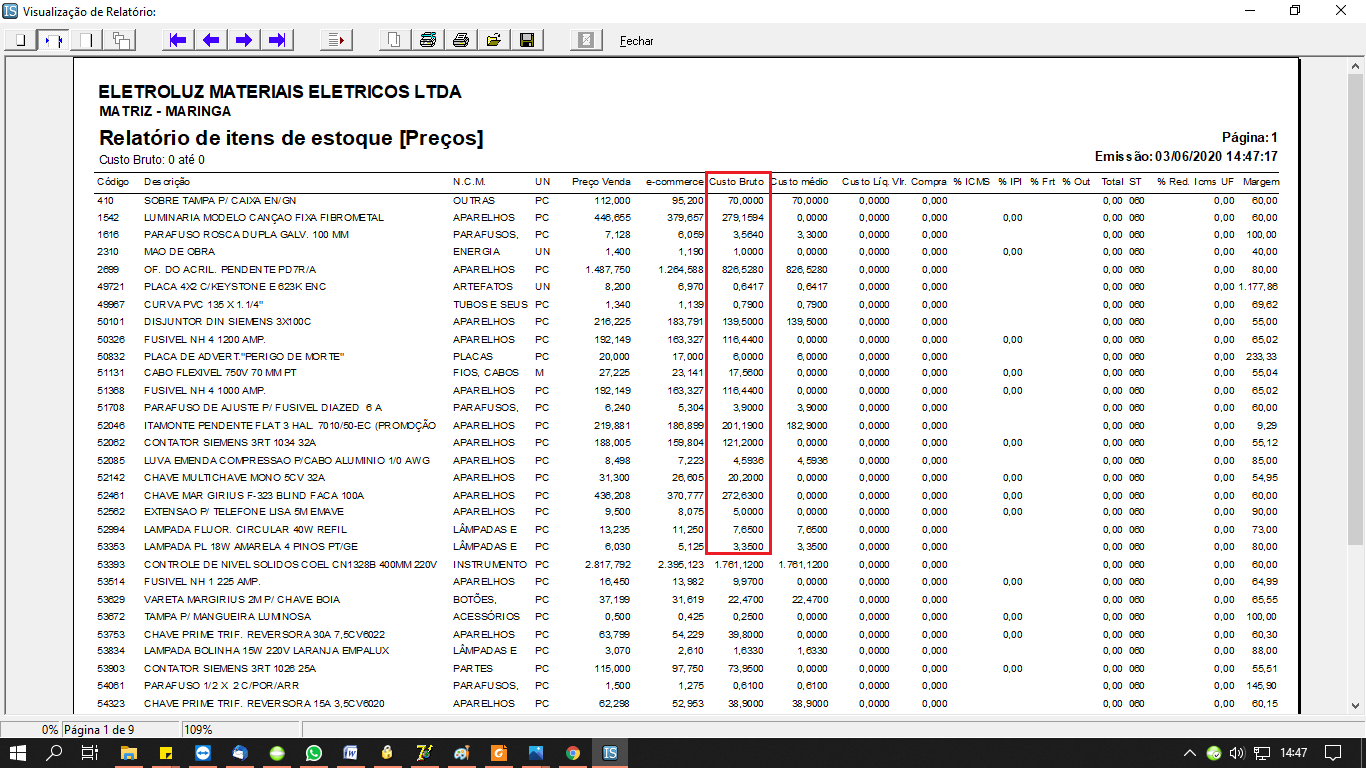 IS Visualização de Relatório:
Fechar
ELETROLUZ MATERIAIS ELETRICOS LTDA
MATRIZ - MARINGA
Relatório de itens de estoque [Preços]
Página: 1
Custo Bruto: 0 até 0
Emissão: 03/06/2020 14:47:17
Código Descrição N.C.M. UN Preço Venda e-commerce Custo Bruto Custo médio Custo Líq. Vlr. Compra % ICMS % IPI % Frt % Out Total ST % Red. Icms UF Margem
410 SOBRE TAMPA P/ CAIXA EN/GN OUTRAS PC 112,000 95,200 70,0000 70,0000 0,0000 0,000 0,00 060 0,00 60,00
1542 LUMINARIA MODELO CANÇAO FIXA FIBROMETAL APARELHOS PC 446,655 379,657 279,1594 0,0000 0,0000 0,000 0,00 0,00 060 0,00 60,00
1616 PARAFUSO ROSCA DUPLA GALV. 100 MM PARAFUSOS, PC 7,128 6,059 3,5640 3,3000 0,0000 0,000 0,00 060 0,00 100,00
2310 MAO DE OBRA ENERGIA UN 1,400 1,190 1,0000 0,0000 0,0000 0,000 0,00 0,00 060 0,00 40,00
2699 OF. DO ACRIL. PENDENTE PD7R/A APARELHOS PC 1.487,750 1.264,588 826,5280 826,5280 0,0000 0,000 0,00 060 0,00 80,00
49721 PLACA 4X2 C/KEYSTONE E 623K ENC ARTEFATOS UN 8,200 6,970 0,6417 0,6417 0,0000 0,000 0,00 060 0,00 1.177,86
49967 CURVA PVC 135 X 1.1/4" TUBOS E SEUS PC 1,340 1,139 0,7900 0,7900 0,0000 0,000 0,00 060 0,00 69,62
50101 DISJUNTOR DIN SIEMENS 3X100C APARELHOS PC 216,225 183,791 139,5000 139,5000 0,0000 0,000 0,00 060 0,00 55,00
50326 FUSIVEL NH 4 1200 AMP. APARELHOS PC 192,149 163,327 116,4400 0,0000 0,0000 0,000 0,00 0,00 060 0,00 65,02
50832 PLACA DE ADVERT."PERIGO DE MORTE" PLACAS PC 20,000 17,000 6,0000 6,0000 0,0000 0,000 0,00 060 0,00 233,33
51131 CABO FLEXIVEL 750V 70 MM PT FIOS, CABOS M 27,225 23,141 17,5600 0,0000 0,0000 0,000 0,00 0,00 060 0,00 55,04
51368 FUSIVEL NH 4 1000 AMP. APARELHOS PC 192,149 163,327 116,4400 0,0000 0,0000 0,000 0,00 0,00 060 0,00 65,02
51708 PARAFUSO DE AJUSTE P/ FUSIVEL DIAZED 6 A PARAFUSOS, PC 6,240 5,304 3,9000 3,9000 0,0000 0,000 0,00 060 0,00 60,00
52046 ITAMONTE PENDENTE FLAT 3 HAL. 7010/50-EC (PROMOÇÃO APARELHOS PC 219,881 186,899 201,1900 182,9000 0,0000 0,000 0,00 060 0,00 9,29
52062 CONTATOR SIEMENS 3RT 1034 32A APARELHOS PC 188,005 159,804 121,2000 0,0000 0,0000 0,000 0,00 0,00 060 0,00 55,12
52085 LUVA EMENDA COMPRESSAO P/CABO ALUMINIO 1/0 AWG APARELHOS PC 8,498 7,223 4,5936 4,5936 0,0000 0,000 0,00 060 0,00 85,00
52142 CHAVE MULTICHAVE MONO 5CV 32A APARELHOS PC 31,300 26,605 20,2000 0,0000 0,0000 0,000 0,00 0,00 060 0,00 54,95
52461 CHAVE MAR GIRIUS F-323 BLIND FACA 100A APARELHOS PC 436,208 370,777 272,6300 0,0000 0,0000 0,000 0,00 0,00 060 0,00 60,00
52562 EXTENSAO P/ TELEFONE LISA 5M EMAVE APARELHOS PC 9,500 8,075 5,0000 0,0000 0,0000 0,000 0,00 0,00 060 0,00 90,00
52994 LAMPADA FLUOR. CIRCULAR 40W REFIL LÂMPADAS E PC 13,235 11,250 7,6500 7,6500 0,0000 0,000 0,00 060 0,00 73,00
53353 LAMPADA PL 18W AMARELA 4 PINOS PT/GE LÂMPADAS E PC 6,030 5,125 3,3500 3,3500 0,0000 0,000 0,00 060 0,00 80,00
53393 CONTROLE DE NIVEL SOLIDOS COEL CN1328B 400MM 220V INSTRUMENTO PC 2.817,792 2.395,123 1.761,1200 1.761,1200 0,0000 0,000 0,00 060 0,00 60,00
53514 FUSIVEL NH 1 225 AMP. APARELHOS PC 16,450 13,982 9,9700 0,0000 0,0000 0,000 0,00 0,00 060 0,00 64,99
53629 VARETA MARGIRIUS 2M P/ CHAVE BOIA BOTÕES, PC 37,199 31,619 22,4700 22,4700 0,0000 0,000 0,00 060 0,00 65,55
53672 TAMPA P/ MANGUEIRA LUMINOSA ACESSÓRIOS PC 0,500 0,425 0,2500 0,0000 0,0000 0,000 0,00 0,00 060 0,00 100,00
53753 CHAVE PRIME TRIF. REVERSORA 30A 7,5CV6022 APARELHOS PC 63,799 54,229 39,8000 0,0000 0,0000 0,000 0,00 0,00 060 0,00 60,30
53834 LAMPADA BOLINHA 15W 220V LARANJA EMPALUX LÂMPADAS E PC 3,070 2,610 1,6330 1,6330 0,0000 0,000 0,00 060 0,00 88,00
53903 CONTATOR SIEMENS 3RT 1026 25A PARTES PC 115,000 97,750 73,9500 0,0000 0,0000 0,000 0,00 0,00 060 0,00 55,51
54061 PARAFUSO 1/2 X 2 C/POR/ARR PARAFUSOS, PC 1,500 1,275 0,6100 0,6100 0,0000 0,000 0,00 060 0,00 145,90
54323 CHAVE PRIME TRIF. REVERSORA 15A 3,5CV6020 APARELHOS PC 62,298 52,953 38,9000 38,9000 0,0000 0,000 0,00 060 0,00 60,15
0% Página 1 de 9 109%
IS 14:47